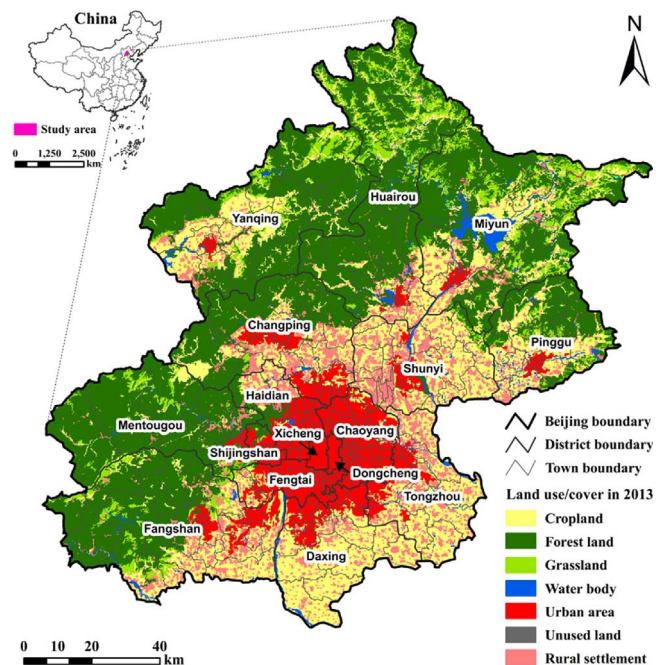 China
N
Study area
0 1,250 2,500
km
Huairou
Yanqing
Miyun
Changping
Pinggu
Shunyi
Haidian
Mentougou
Xicheng
Chaoyang
Shijingshan
Dongcheng
Fengtai
Tongzhou
Fangshan
Daxing
Beijing boundary
District boundary
Town boundary
Land use/cover in 2013
Cropland
Forest land
Grassland
Water body
Urban area
Unused land
Rural settlement
0 10 20 40
km